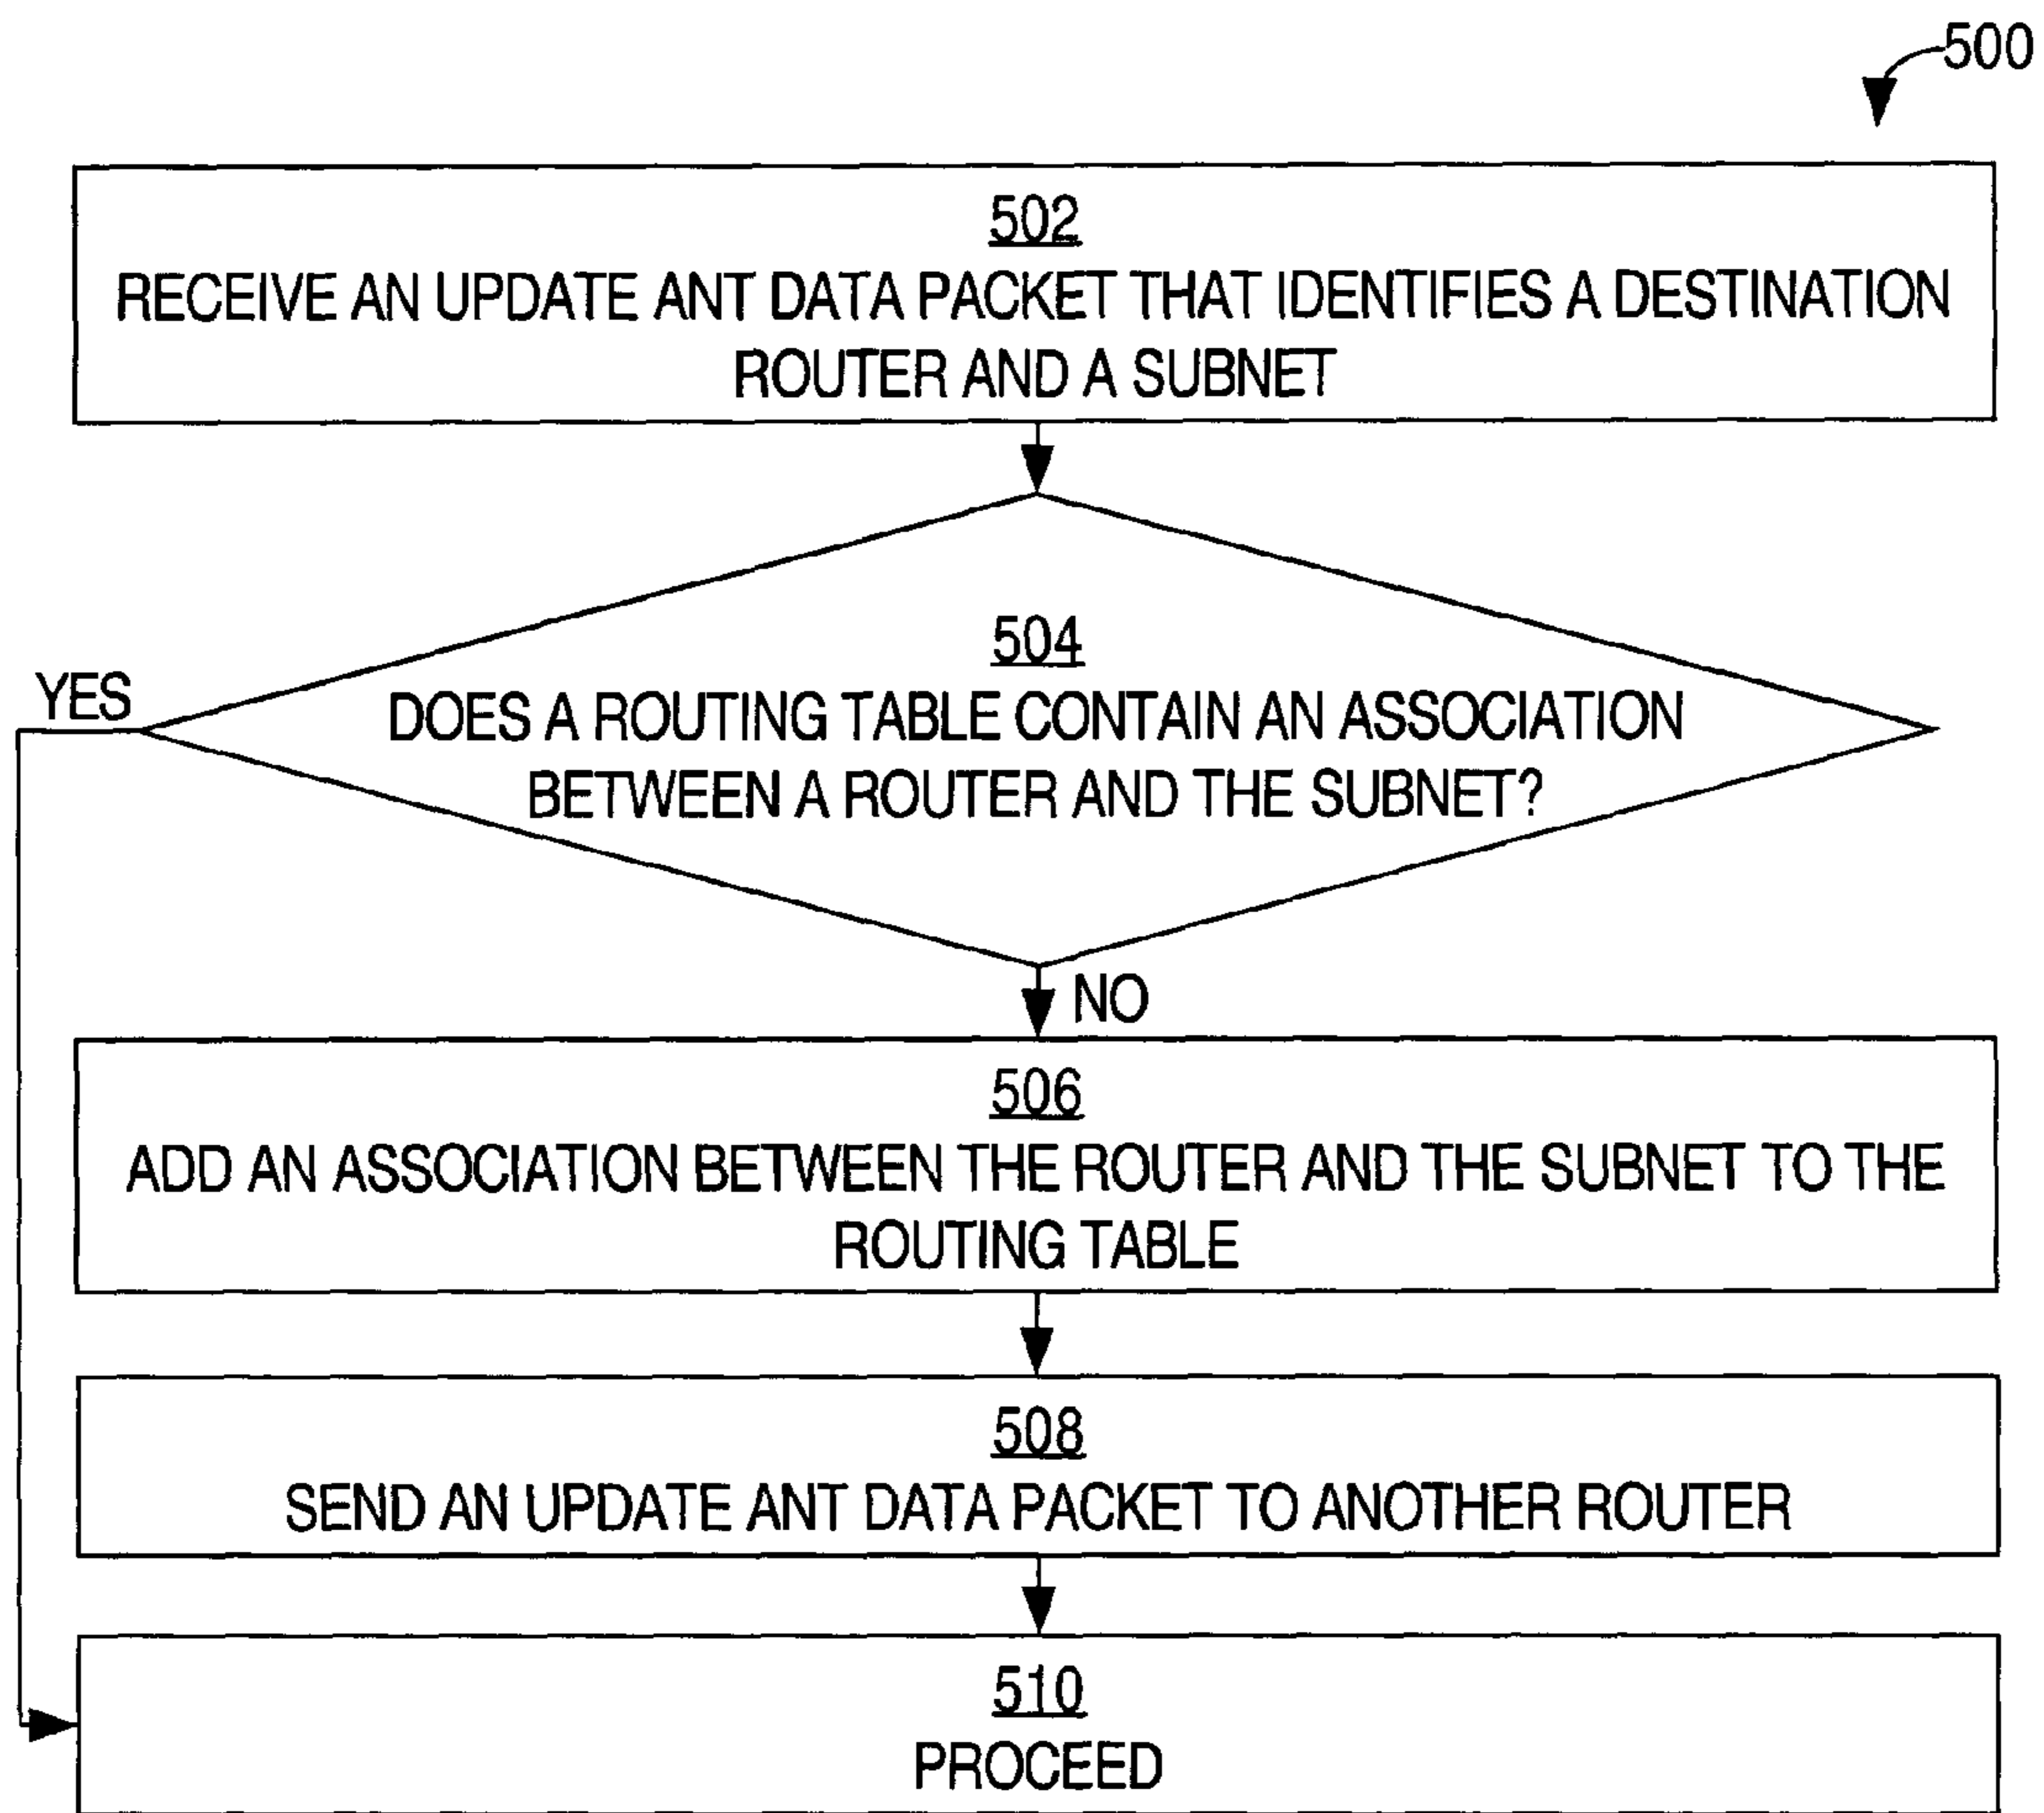 500
502
RECEIVE AN UPDATE ANT DATA PACKET THAT IDENTIFIES A DESTINATION
ROUTER AND A SUBNET
504
YES
DOES A ROUTING TABLE CONTAIN AN ASSOCIATION
BETWEEN A ROUTER AND THE SUBNET?
NO
506
ADD AN ASSOCIATION BETWEEN THE ROUTER AND THE SUBNET TO THE
ROUTING TABLE
508
SEND AN UPDATE ANT DATA PACKET TO ANOTHER ROUTER
510
PROCEED